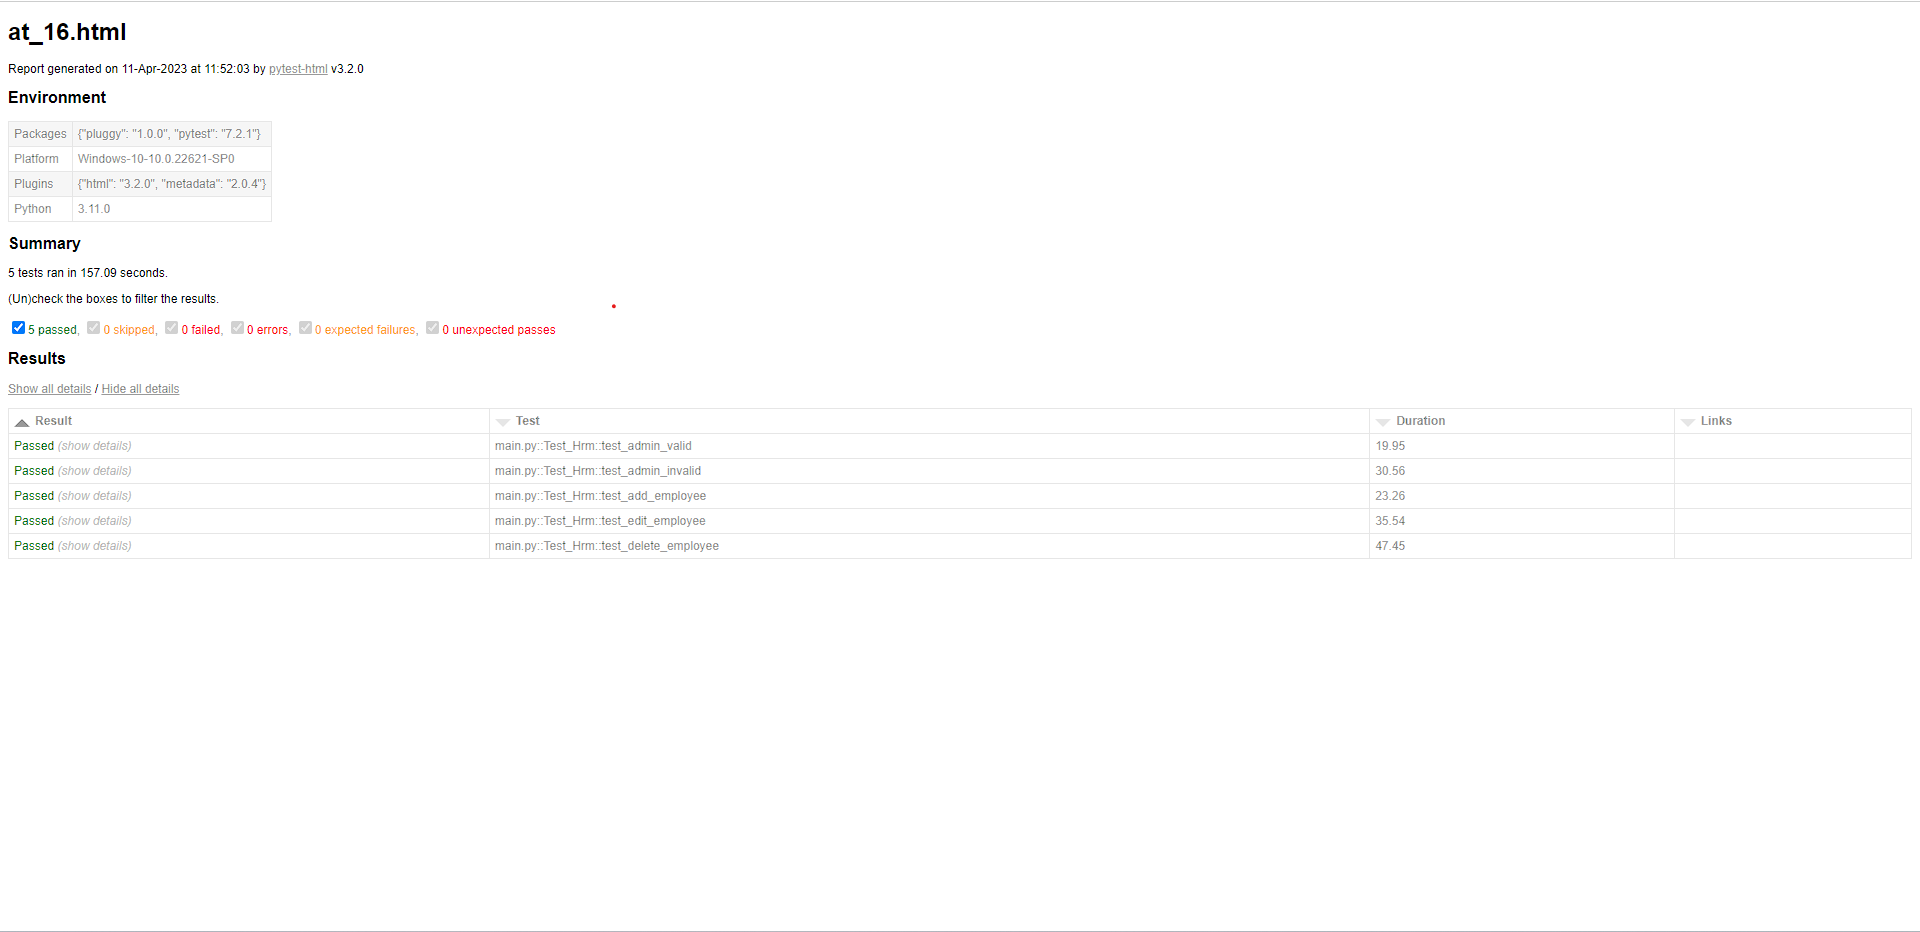 at_16.html
Report generated on 11-Apr-2023 at 11:52:03 by pytest-html v3.2.0
Environment
Packages {"pluggy": "1.0.0", "pytest": "7.2.1"}
Platform Windows-10-10.0.22621-SP0
Plugins {"html": "3.2.0", "metadata": "2.0.4"}
Python 3.11.0
Summary
5 tests ran in 157.09 seconds.
(Un)check the boxes to filter the results.
5 passed, 0 skipped, 0 failed, 0 errors, 0 expected failures, 0 unexpected passes
Results
Show all details / Hide all details
Result Test Duration Links
Passed (show details) main.py::Test_Hrm::test_admin_valid 19.95
Passed (show details) main.py::Test_Hrm::test_admin_invalid 30.56
Passed (show details) main.py::Test_Hrm::test_add_employee 23.26
Passed (show details) main.py::Test_Hrm::test_edit_employee 35.54
Passed (show details) main.py::Test_Hrm::test_delete_employee 47.45